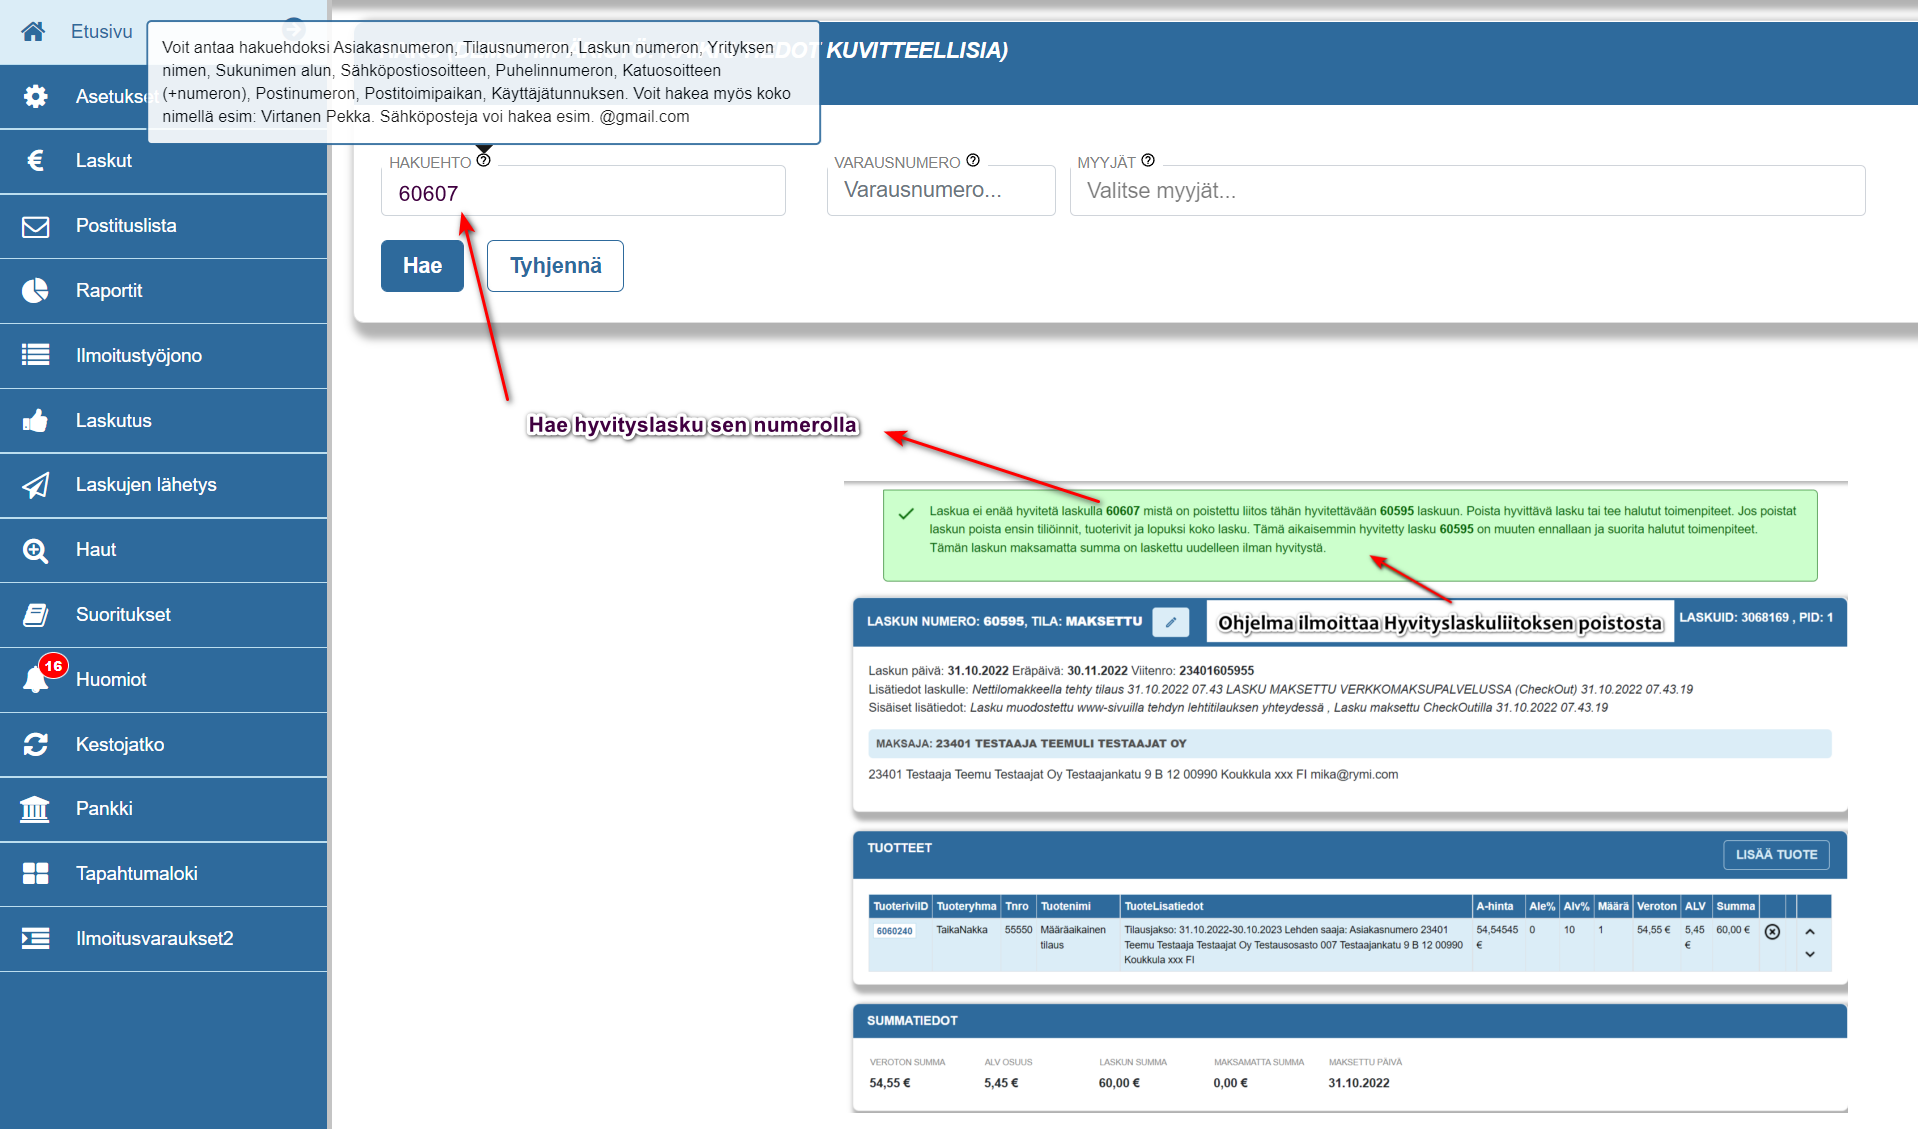 Etusivu
Asetukset
Laskut
Postituslista
Raportit
Ilmoitustyöjono
Laskutus
Laskujen lähetys
Haut
Suoritukset
16
Huomiot
Kestojatko
Pankki
Tapahtumaloki
Ilmoitusvaraukset2
KUVITTEELLISIA)
Voit antaa hakuehdoksi Asiakasnumeron, Tilausnumeron, Laskun numeron, Yrityksen
nimen, Sukunimen alun, Sähköpostiosoitteen, Puhelinnumeron, Katuosoitteen
(+numeron), Postinumeron, Postitoimipaikan, Käyttäjätunnuksen. Voit hakea myös koko
nimellä esim: Virtanen Pekka. Sähköposteja voi hakea esim. @gmail.com
HAKUEHTO
60607
VARAUSNUMERO
Varausnumero...
MYYJÄT
Valitse myyjät...
Hae
Tyhjennä
Hae hyvityslasku sen numerolla
Laskua ei enää hyvitetä laskulla 60607 mistä on poistettu liitos tähän hyvitettävään 60595 laskuun. Poista hyvittävä lasku tai tee halutut toimenpiteet. Jos poistat
laskun poista ensin tiliöinnit, tuoterivit ja lopuksi koko lasku. Tämä aikaisemmin hyvitetty lasku 60595 on muuten ennallaan ja suorita halutut toimenpiteet.
Tämän laskun maksamatta summa on laskettu uudelleen ilman hyvitystä.
LASKUN NUMERO: 60595, TILA: MAKSETTU
Ohjelma ilmoittaa Hyvityslaskuliitoksen poistosta
LASKUID: 3068169 , PID: 1
Laskun päivä: 31.10.2022 Eräpäivä: 30.11.2022 Viitenro: 23401605955
Lisätiedot laskulle: Nettilomakkeella tehty tilaus 31.10.2022 07.43 LASKU MAKSETTU VERKKOMAKSUPALVELUSSA (CheckOut) 31.10.2022 07.43.19
Sisäiset lisätiedot: Lasku muodostettu www-sivuilla tehdyn lehtitilauksen yhteydessä , Lasku maksettu CheckOutilla 31.10.2022 07.43.19
MAKSAJA: 23401 TESTAAJA TEEMULI TESTAAJAT OY
23401 Testaaja Teemu Testaajat Oy Testaajankatu 9 B 12 00990 Koukkula xxx FI mika@rymi.com
TUOTTEET
LISÄÄ TUOTE
TuoteriviID Tuoteryhma Tnro Tuotenimi TuoteLisatiedot A-hinta Ale% Alv% Määrä Veroton ALV Summa
6060240 TaikaNakka 55550 Määräaikainen Tilausjakso: 31.10.2022-30.10.2023 Lehden saaja: Asiakasnumero 23401 54,54545 0 10 1 54,55 € 5,45 60,00 €
tilaus Teemu Testaaja Testaajat Oy Testausosasto 007 Testaajankatu 9 B 12 00990 € €
Koukkula xxx FI
SUMMATIEDOT
VEROTON SUMMA ALV OSUUS LASKUN SUMMA MAKSAMATTA SUMMA MAKSETTU PÄIVÄ
54,55 € 5,45 € 60,00 € 0,00 € 31.10.2022